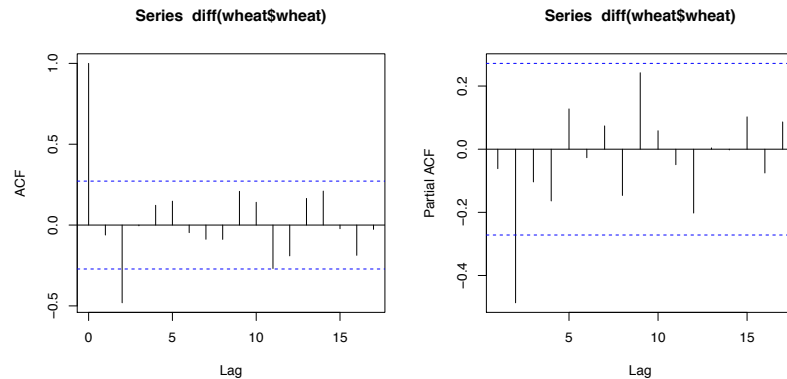 Series diff(wheat$wheat)
ACF
1.0
0.5
0.0
−0.5
0 5 10 15
Lag
Series diff(wheat$wheat)
Partial ACF
0.2
0.0
−0.2
−0.4
5 10 15
Lag